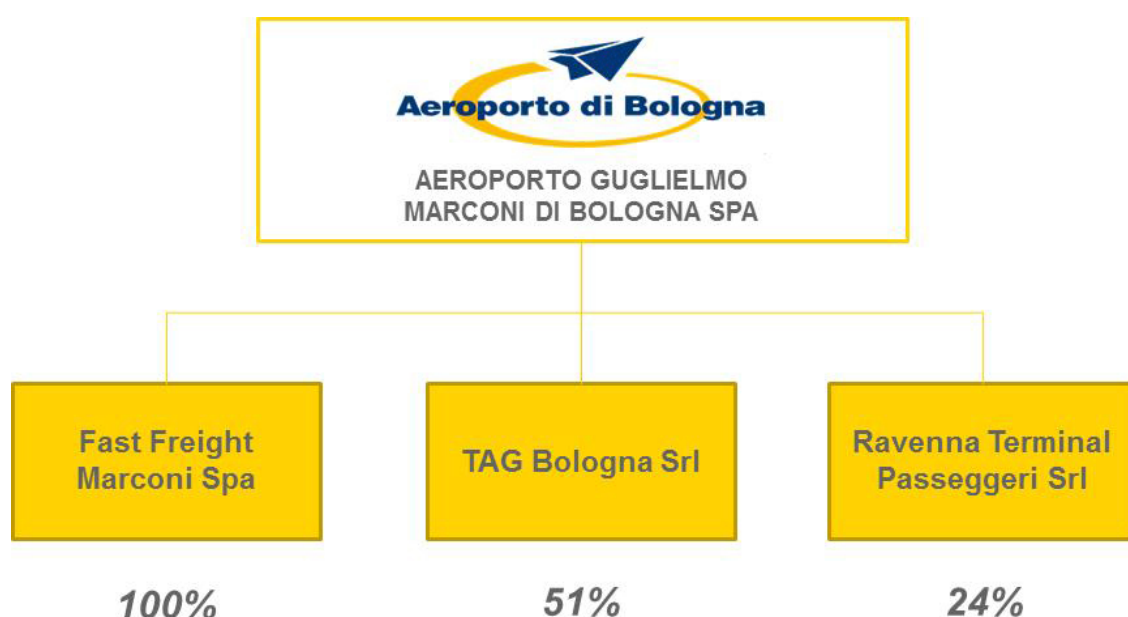 Aeroporto di Bologna
AEROPORTO GUGLIELMO
MARCONI DI BOLOGNA SPA
Fast Freight
Marconi Spa
TAG Bologna Srl
Ravenna Terminal
Passeggeri Srl
100%
51%
24%